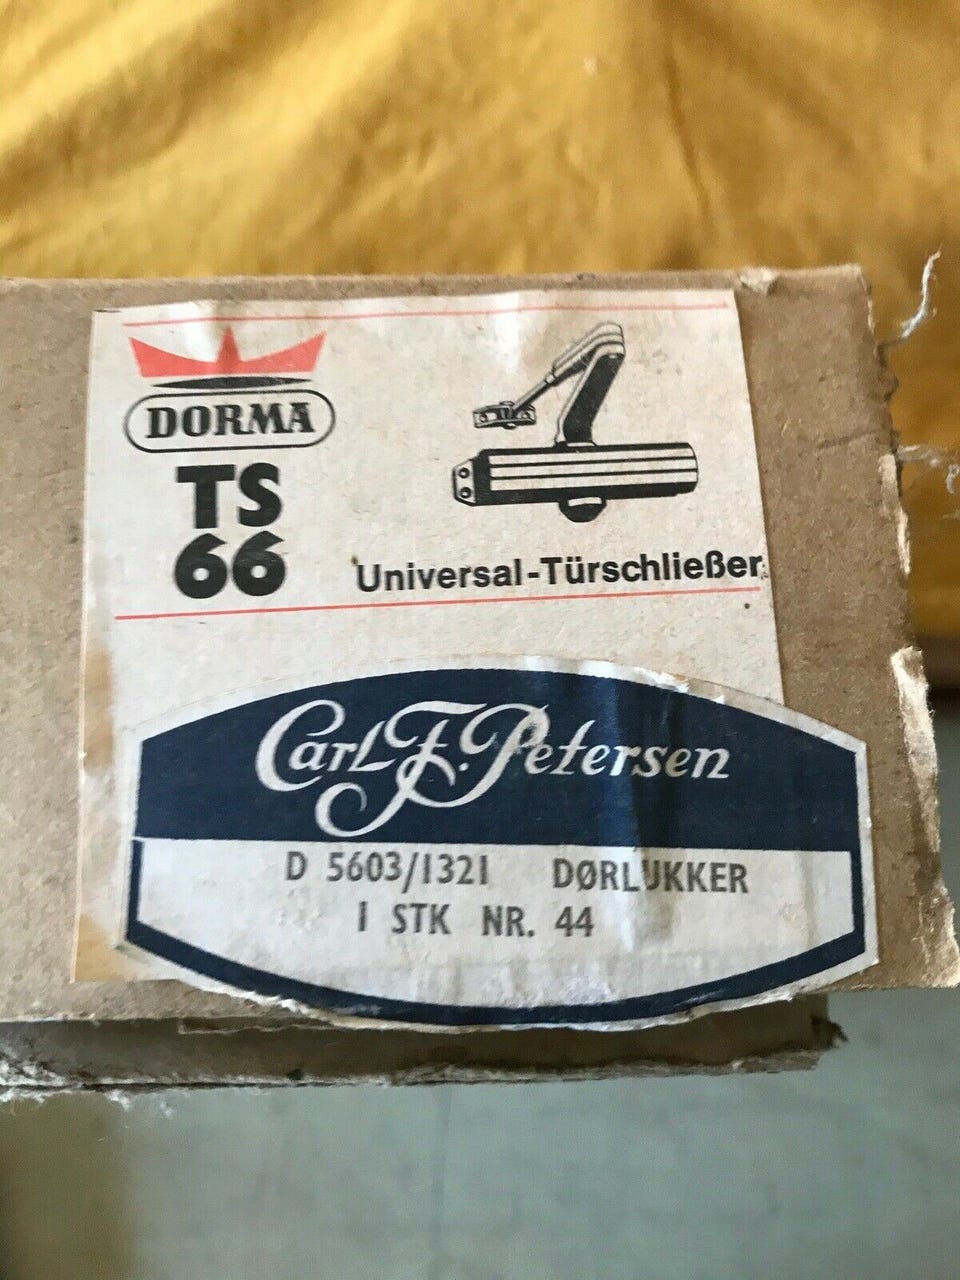 DORMA
TS
66
Universal-Türschließer
Carl F. Petersen
D 5603/1321 DØRLUKKER
1 STK NR. 44